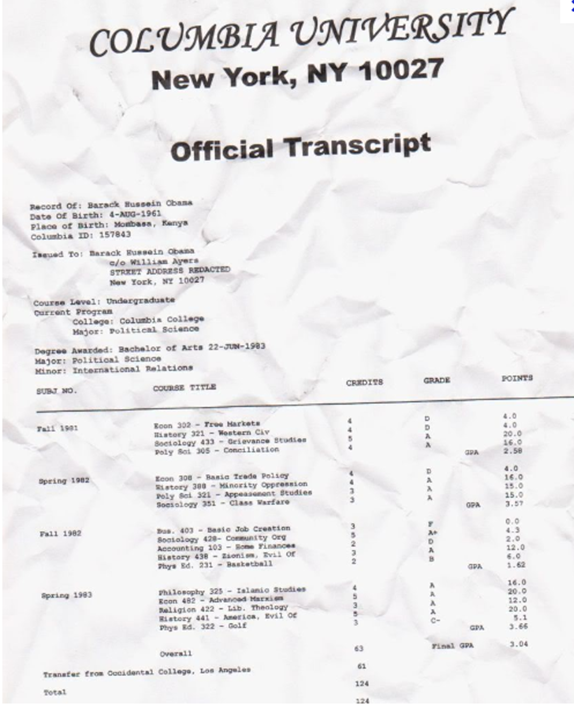 COLUMBIA UNIVERSITY
New York, NY 10027
Official Transcript
Record Of: Barack Hussein Obama
Date Of Birth: 4-AUG-1961
Place of Birth: Mombasa, Kenya
Columbia ID: 157843
Issued To: Barack Hussein Obama
c/o William Ayers
STREET ADDRESS REDACTED
New York, NY 10027
Course Level: Undergraduate
Current Program
College: Columbia College
Major: Political Science
Degree Awarded: Bachelor of Arts 22-JUN-1983
Major: Political Science
Minor: International Relations
SUBJ NO. COURSE TITLE CREDITS GRADE POINTS
Fall 1981 Econ 302 - Free Markets 4 D 4.0
History 321 - Western Civ 4 D 4.0
Sociology 433 - Grievance Studies 5 A 20.0
Poly Sci 305 - Conciliation 4 A 16.0
GPA 2.58
Spring 1982 Econ 308 - Basic Trade Policy 4 D 4.0
History 388 - Minority Oppression 4 A 16.0
Poly Sci 321 - Appeasement Studies 3 A 15.0
Sociology 351 - Class Warfare 3 A 15.0
GPA 3.57
Fall 1982 Bus. 403 - Basic Job Creation 3 F 0.0
Sociology 428- Community Org 5 A+ 4.3
Accounting 103 - Home Finances 2 D 2.0
History 438 - Zionism, Evil Of 3 A 12.0
Phys Ed. 231 - Basketball 2 B 6.0
GPA 1.62
Spring 1983 Philosophy 325 - Islamic Studies 4 A 16.0
Econ 482 - Advanced Marxism 5 A 20.0
Religion 422 - Lib. Theology 3 A 12.0
History 441 - America, Evil Of 5 A 20.0
Phys Ed. 322 - Golf 3 C- 5.1
GPA 3.66
Overall 63 Final GPA 3.04
Transfer from Occidental College, Los Angeles 61
Total 124
124